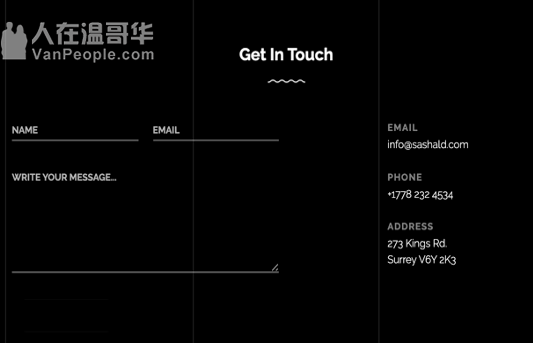 人在温哥华
VanPeople.com
Get In Touch
NAME
EMAIL
WRITE YOUR MESSAGE...
EMAIL
info@sashald.com
PHONE
+1778 232 4534
ADDRESS
273 Kings Rd.
Surrey V6Y 2K3